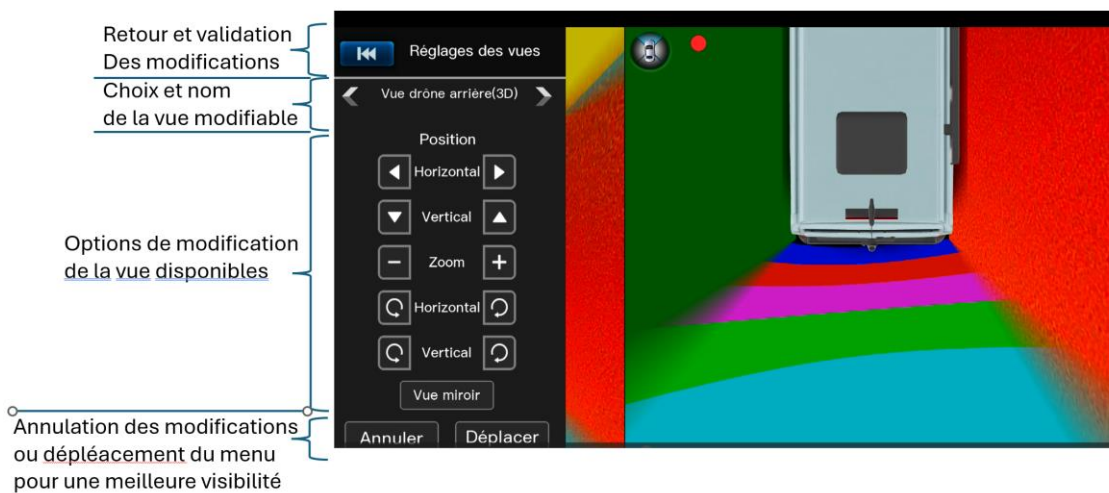 Retour et validation
Des modifications
Choix et nom
de la vue modifiable
Options de modification
de la vue disponibles
Annulation des modifications
ou dépléacement du menu
pour une meilleure visibilité
Réglages des vues
Vue drône arrière(3D)
Position
Horizontal
Vertical
Zoom
Horizontal
Vertical
Vue miroir
Annuler Déplacer